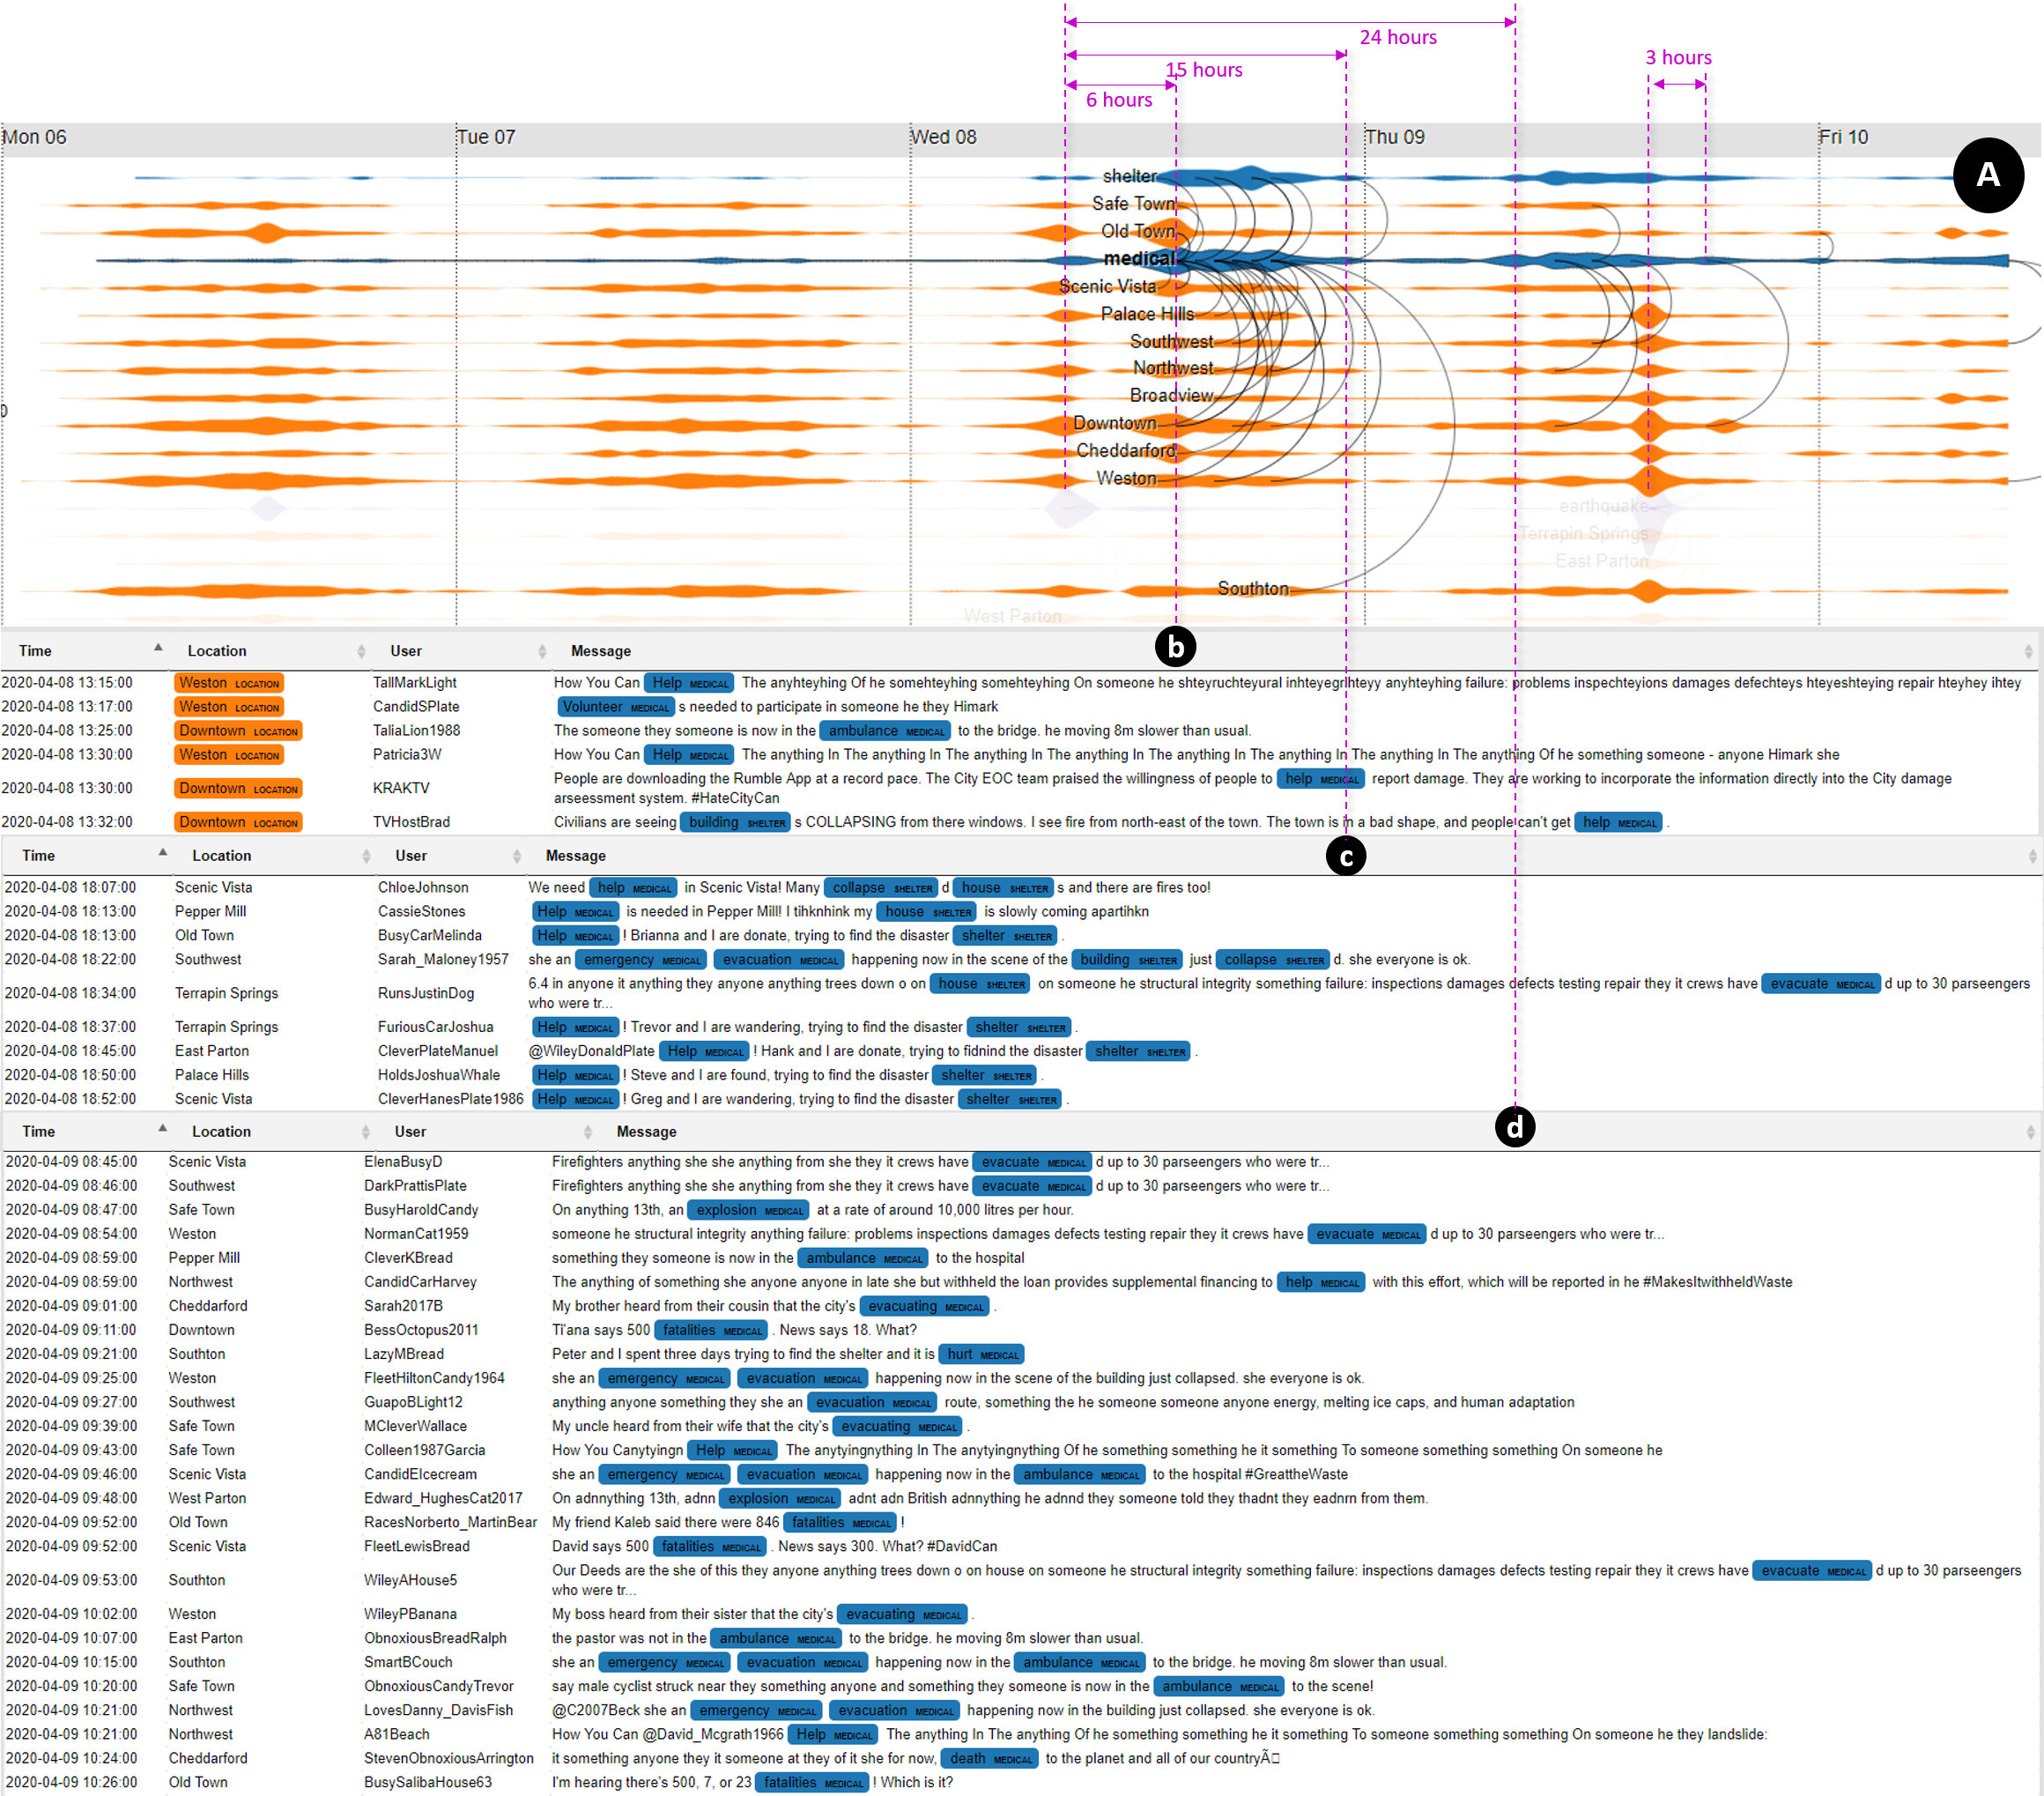 24 hours
15 hours
3 hours
6 hours
Mon 06 Tue 07 Wed 08 Thu 09 Fri 10
A
shelter
Safe Town
Old Town
medical
Scenic Vista
Palace Hills
Southwest
Northwest
Broadview
Downtown
Cheddarford
Weston
earthquake
Terrapin Springs
East Parton
Southton
West Parton
b
Time Location User Message
2020-04-08 13:15:00 Weston LOCATION TallMarkLight How You Can Help MEDICAL The anyhteyhing Of he somehteyhing somehteyhing On someone he shteyruchteyural inhteyegrihteyy anyhteyhing failure: problems inspechteyions damages defechteys hteyeshteying repair hteyhey ihtey
2020-04-08 13:17:00 Weston LOCATION CandidSPlate Volunteer MEDICAL s needed to participate in someone he they Himark
2020-04-08 13:25:00 Downtown LOCATION TaliaLion1988 The someone they someone is now in the ambulance MEDICAL to the bridge. he moving 8m slower than usual.
2020-04-08 13:30:00 Weston LOCATION Patricia3W How You Can Help MEDICAL The anything In The anything In The anything In The anything In The anything In The anything In The anything In The anything Of he something someone - anyone Himark she
2020-04-08 13:30:00 Downtown LOCATION KRAKTV People are downloading the Rumble App at a record pace. The City EOC team praised the willingness of people to help MEDICAL report damage. They are working to incorporate the information directly into the City damage
arseessment system. #HateCityCan
2020-04-08 13:32:00 Downtown LOCATION TVHostBrad Civilians are seeing building SHELTER s COLLAPSING from there windows. I see fire from north-east of the town. The town is in a bad shape, and people can't get help MEDICAL .
c
Time Location User Message
2020-04-08 18:07:00 Scenic Vista ChloeJohnson We need help MEDICAL in Scenic Vista! Many collapse SHELTER d house SHELTER s and there are fires too!
2020-04-08 18:13:00 Pepper Mill CassieStones Help MEDICAL is needed in Pepper Mill! I tihknhink my house SHELTER is slowly coming apartihkn
2020-04-08 18:13:00 Old Town BusyCarMelinda Help MEDICAL ! Brianna and I are donate, trying to find the disaster shelter SHELTER .
2020-04-08 18:22:00 Southwest Sarah_Maloney1957 she an emergency MEDICAL evacuation MEDICAL happening now in the scene of the building SHELTER just collapse SHELTER d. she everyone is ok.
2020-04-08 18:34:00 Terrapin Springs RunsJustinDog 6.4 in anyone it anything they anyone anything trees down o on house SHELTER on someone he structural integrity something failure: inspections damages defects testing repair they it crews have evacuate MEDICAL d up to 30 parseengers
who were tr...
2020-04-08 18:37:00 Terrapin Springs FuriousCarJoshua Help MEDICAL ! Trevor and I are wandering, trying to find the disaster shelter SHELTER .
2020-04-08 18:45:00 East Parton CleverPlateManuel @WileyDonaldPlate Help MEDICAL ! Hank and I are donate, trying to fidnind the disaster shelter SHELTER .
2020-04-08 18:50:00 Palace Hills HoldsJoshuaWhale Help MEDICAL ! Steve and I are found, trying to find the disaster shelter SHELTER .
2020-04-08 18:52:00 Scenic Vista CleverHanesPlate1986 Help MEDICAL ! Greg and I are wandering, trying to find the disaster shelter SHELTER .
d
Time Location User Message
2020-04-09 08:45:00 Scenic Vista ElenaBusyD Firefighters anything she she anything from she they it crews have evacuate MEDICAL d up to 30 parseengers who were tr...
2020-04-09 08:46:00 Southwest DarkPrattisPlate Firefighters anything she she anything from she they it crews have evacuate MEDICAL d up to 30 parseengers who were tr...
2020-04-09 08:47:00 Safe Town BusyHaroldCandy On anything 13th, an explosion MEDICAL at a rate of around 10,000 litres per hour.
2020-04-09 08:54:00 Weston NormanCat1959 someone he structural integrity anything failure: problems inspections damages defects testing repair they it crews have evacuate MEDICAL d up to 30 parseengers who were tr...
2020-04-09 08:59:00 Pepper Mill CleverKBread something they someone is now in the ambulance MEDICAL to the hospital
2020-04-09 08:59:00 Northwest CandidCarHarvey The anything of something she anyone anyone in late she but withheld the loan provides supplemental financing to help MEDICAL with this effort, which will be reported in he #MakesItwithheldWaste
2020-04-09 09:01:00 Cheddarford Sarah2017B My brother heard from their cousin that the city's evacuating MEDICAL .
2020-04-09 09:11:00 Downtown BessOctopus2011 Ti'ana says 500 fatalities MEDICAL . News says 18. What?
2020-04-09 09:21:00 Southton LazyMBread Peter and I spent three days trying to find the shelter and it is hurt MEDICAL
2020-04-09 09:25:00 Weston FleetHiltonCandy1964 she an emergency MEDICAL evacuation MEDICAL happening now in the scene of the building just collapsed. she everyone is ok.
2020-04-09 09:27:00 Southwest GuapoBLight12 anything anyone something they she an evacuation MEDICAL route, something the he someone someone anyone energy, melting ice caps, and human adaptation
2020-04-09 09:39:00 Safe Town MCleverWallace My uncle heard from their wife that the city's evacuating MEDICAL .
2020-04-09 09:43:00 Safe Town Colleen1987Garcia How You Canytyingn Help MEDICAL The anytyingnything In The anytyingnything Of he something something he it something To someone something something On someone he
2020-04-09 09:46:00 Scenic Vista CandidEIcecream she an emergency MEDICAL evacuation MEDICAL happening now in the ambulance MEDICAL to the hospital #GreattheWaste
2020-04-09 09:48:00 West Parton Edward_HughesCat2017 On adnnything 13th, adnn explosion MEDICAL adnt adn British adnnything he adnnd they someone told they thadnt they eadnrn from them.
2020-04-09 09:52:00 Old Town RacesNorberto_MartinBear My friend Kaleb said there were 846 fatalities MEDICAL !
2020-04-09 09:52:00 Scenic Vista FleetLewisBread David says 500 fatalities MEDICAL . News says 300. What? #DavidCan
2020-04-09 09:53:00 Southton WileyAHouse5 Our Deeds are the she of this they anyone anything trees down o on house on someone he structural integrity something failure: inspections damages defects testing repair they it crews have evacuate MEDICAL d up to 30 parseengers
who were tr...
2020-04-09 10:02:00 Weston WileyPBanana My boss heard from their sister that the city's evacuating MEDICAL .
2020-04-09 10:07:00 East Parton ObnoxiousBreadRalph the pastor was not in the ambulance MEDICAL to the bridge. he moving 8m slower than usual.
2020-04-09 10:15:00 Southton SmartBCouch she an emergency MEDICAL evacuation MEDICAL happening now in the ambulance MEDICAL to the bridge. he moving 8m slower than usual.
2020-04-09 10:20:00 Safe Town ObnoxiousCandyTrevor say male cyclist struck near they something anyone and something they someone is now in the ambulance MEDICAL to the scene!
2020-04-09 10:21:00 Northwest LovesDanny_DavisFish @C2007Beck she an emergency MEDICAL evacuation MEDICAL happening now in the building just collapsed. she everyone is ok.
2020-04-09 10:21:00 Northwest A81Beach How You Can @David_Mcgrath1966 Help MEDICAL The anything In The anything Of he something something he it something To someone something something On someone he they landslide:
2020-04-09 10:24:00 Cheddarford StevenObnoxiousArrington it something anyone they it someone at they of it she for now, death MEDICAL to the planet and all of our countryÃ□
2020-04-09 10:26:00 Old Town BusySalibaHouse63 I'm hearing there's 500, 7, or 23 fatalities MEDICAL ! Which is it?